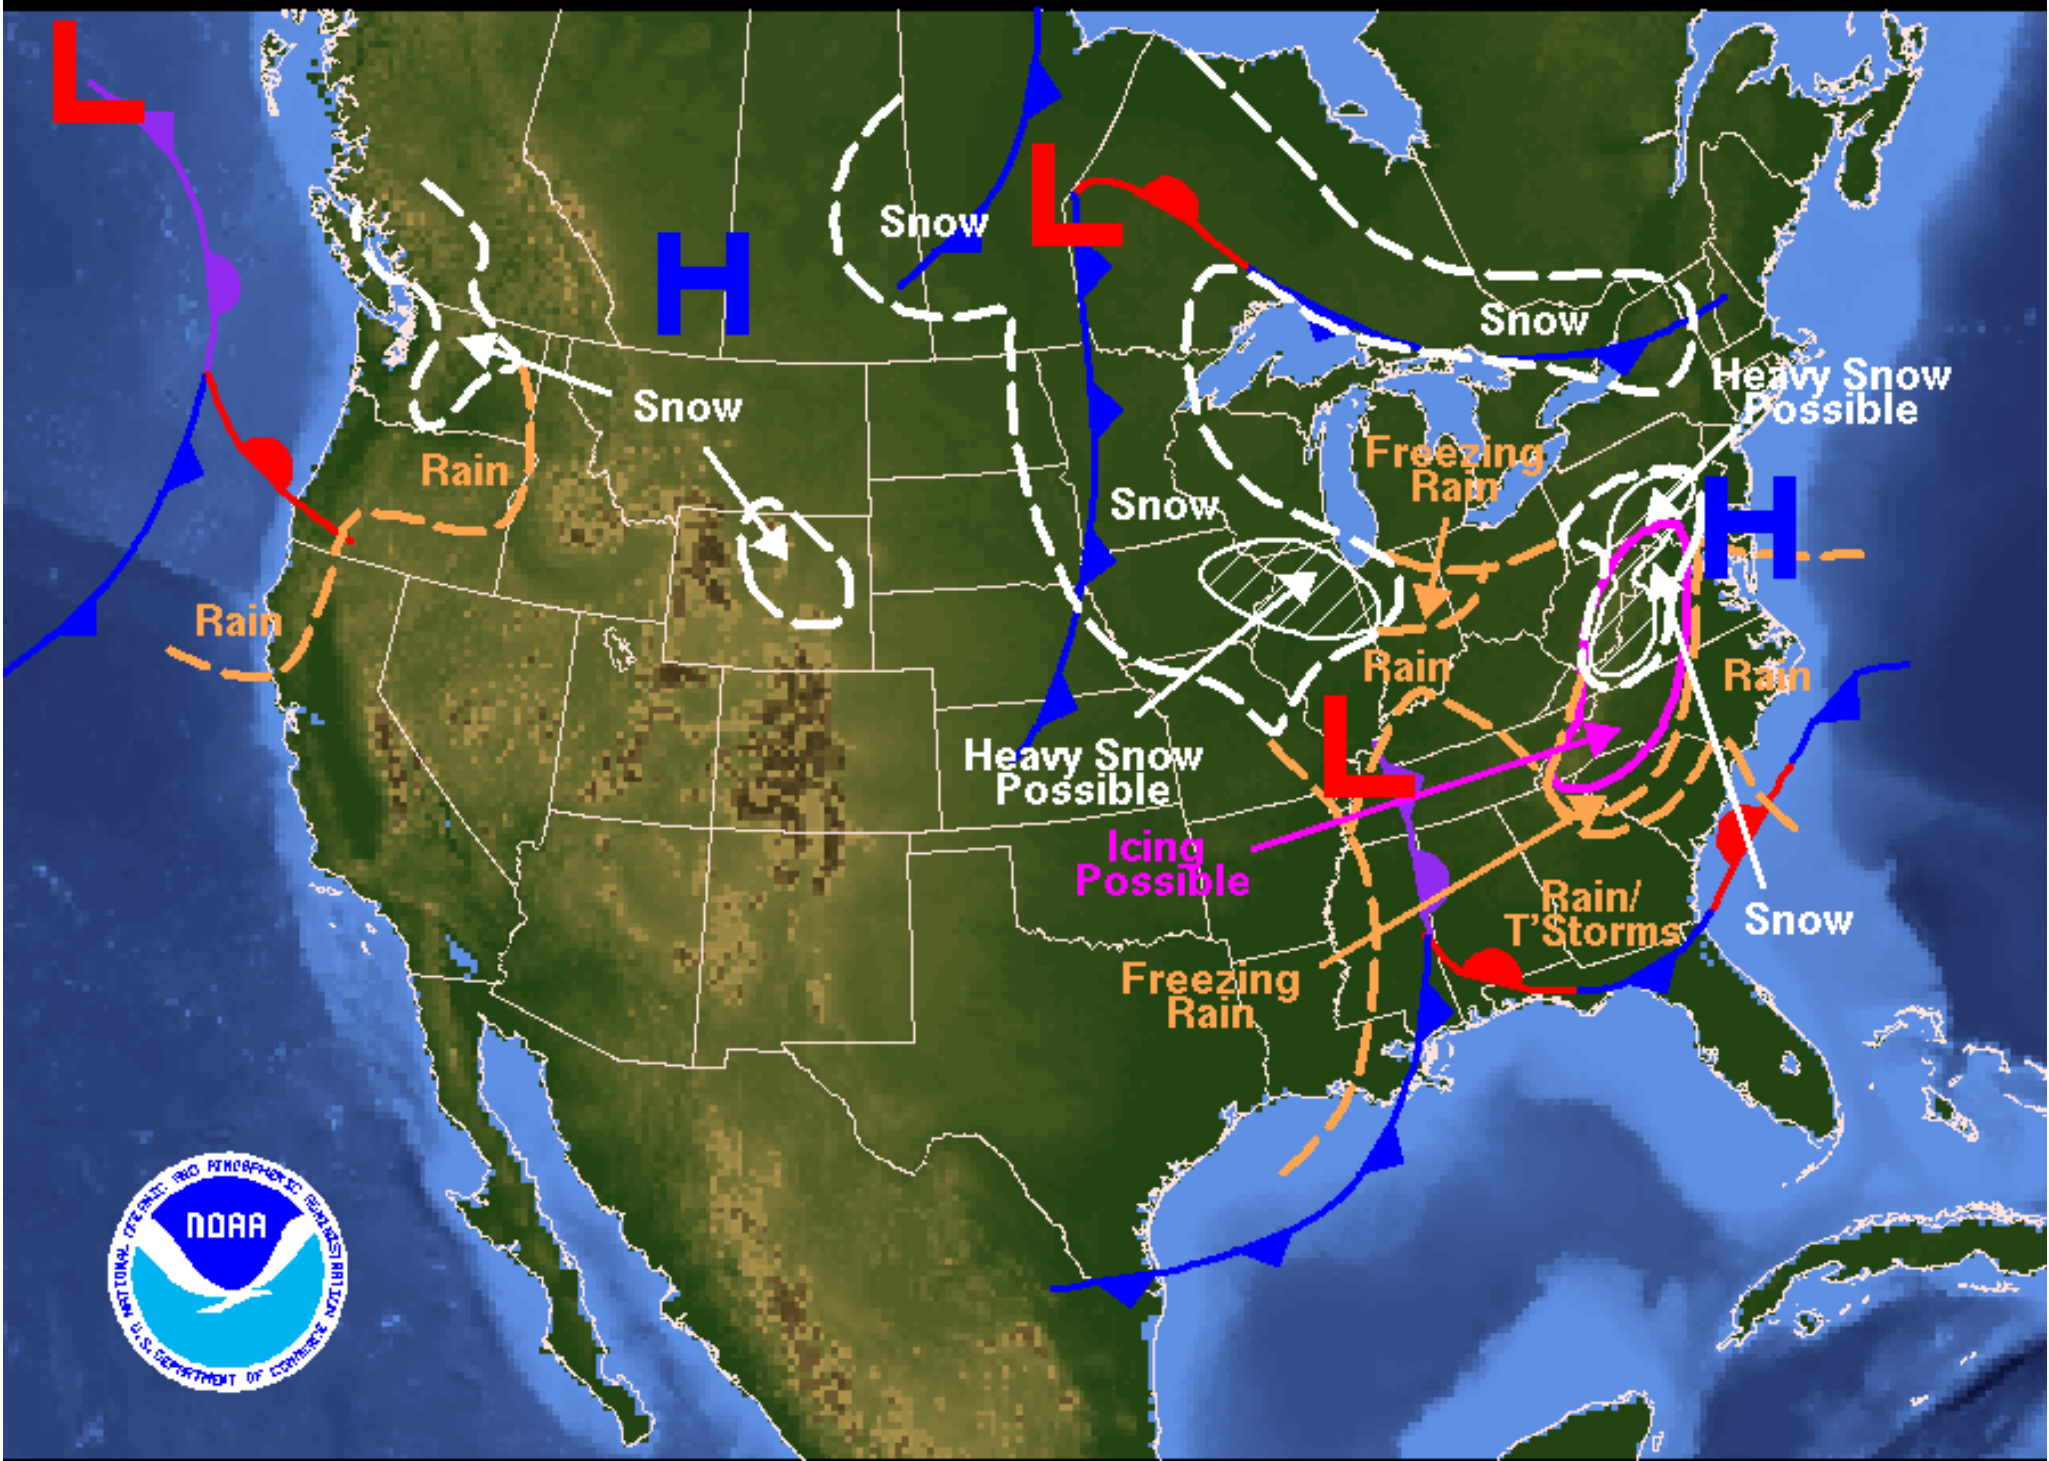 L
L
H
Snow
Snow
Heavy Snow
Possible
Snow
Freezing
Rain
Rain
Snow
H
Rain
Rain
Rain
L
Heavy Snow
Possible
Icing
Possible
Rain/
T'Storms
Snow
Freezing
Rain
NATIONAL OCEANIC AND ATMOSPHERIC ADMINISTRATION
NOAA
U.S. DEPARTMENT OF COMMERCE